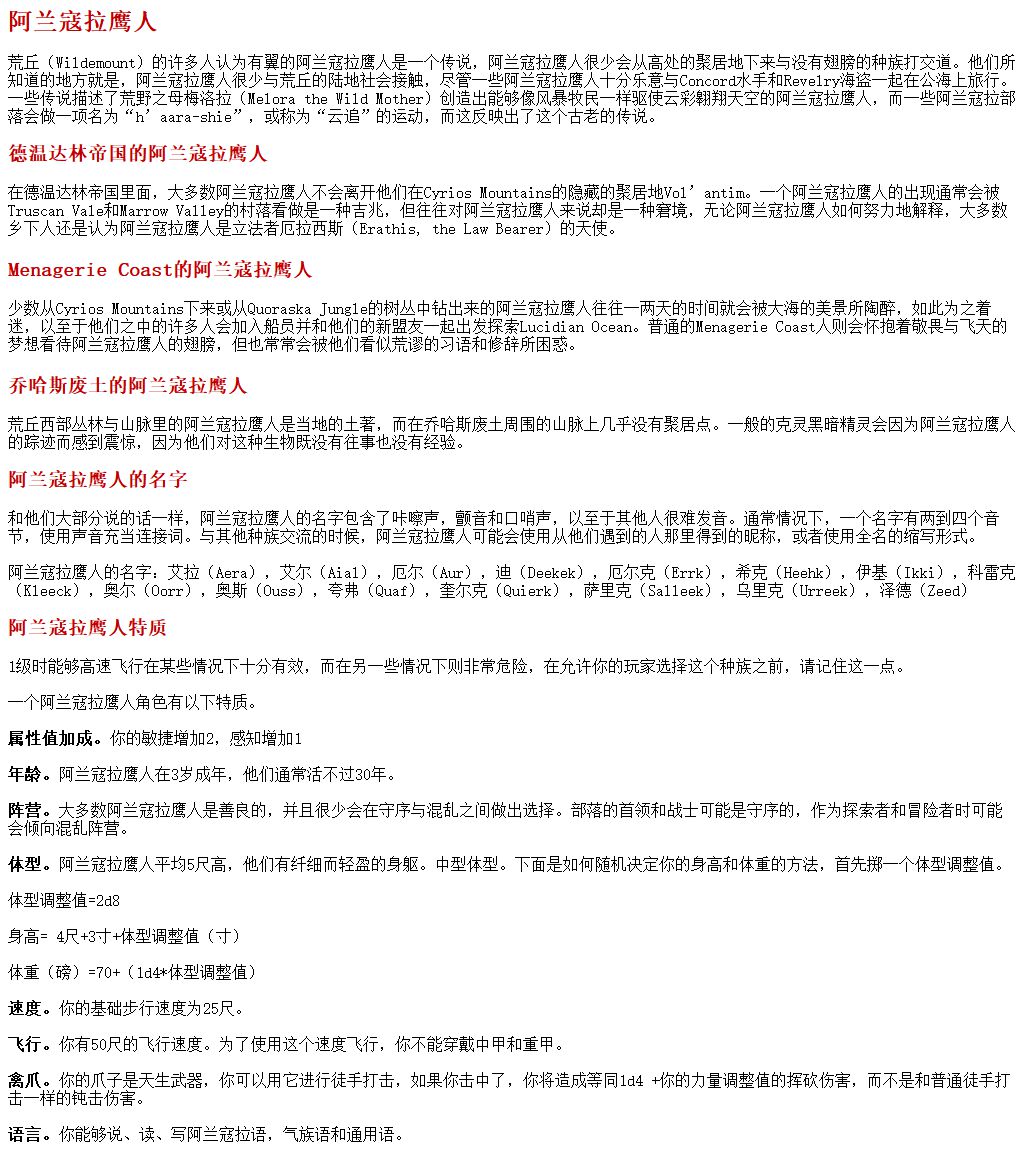 阿兰寇拉鹰人
荒丘（Wildemount）的许多人认为有翼的阿兰寇拉鹰人是一个传说，阿兰寇拉鹰人很少会从高处的聚居地下来与没有翅膀的种族打交道。他们所
知道的地方就是，阿兰寇拉鹰人很少与荒丘的陆地社会接触，尽管一些阿兰寇拉鹰人十分乐意与Concord水手和Revelry海盗一起在公海上旅行。
一些传说描述了荒野之母梅洛拉（Melora the Wild Mother）创造出能够像风暴牧民一样驱使云彩翱翔天空的阿兰寇拉鹰人，而一些阿兰寇拉部
落会做一项名为“h’aara-shie”，或称为“云追”的运动，而这反映出了这个古老的传说。
德温达林帝国的阿兰寇拉鹰人
在德温达林帝国里面，大多数阿兰寇拉鹰人不会离开他们在Cyrios Mountains的隐藏的聚居地Vol’antim。一个阿兰寇拉鹰人的出现通常会被
Truscan Vale和Marrow Valley的村落看做是一种吉兆，但往往对阿兰寇拉鹰人来说却是一种窘境，无论阿兰寇拉鹰人如何努力地解释，大多数
乡下人还是认为阿兰寇拉鹰人是立法者厄拉西斯（Erathis, the Law Bearer）的天使。
Menagerie Coast的阿兰寇拉鹰人
少数从Cyrios Mountains下来或从Quoraska Jungle的树丛中钻出来的阿兰寇拉鹰人往往一两天的时间就会被大海的美景所陶醉，如此为之着
迷，以至于他们之中的许多人会加入船员并和他们的新盟友一起出发探索Lucidian Ocean。普通的Menagerie Coast人则会怀抱着敬畏与飞天的
梦想看待阿兰寇拉鹰人的翅膀，但也常常会被他们看似荒谬的习语和修辞所困惑。
乔哈斯废土的阿兰寇拉鹰人
荒丘西部丛林与山脉里的阿兰寇拉鹰人是当地的土著，而在乔哈斯废土周围的山脉上几乎没有聚居点。一般的克灵黑暗精灵会因为阿兰寇拉鹰人
的踪迹而感到震惊，因为他们对这种生物既没有往事也没有经验。
阿兰寇拉鹰人的名字
和他们大部分说的话一样，阿兰寇拉鹰人的名字包含了咔嚓声，颤音和口哨声，以至于其他人很难发音。通常情况下，一个名字有两到四个音
节，使用声音充当连接词。与其他种族交流的时候，阿兰寇拉鹰人可能会使用从他们遇到的人那里得到的昵称，或者使用全名的缩写形式。
阿兰寇拉鹰人的名字：艾拉（Aera），艾尔（Aial），厄尔（Aur），迪（Deekek），厄尔克（Errk），希克（Heehk），伊基（Ikki），科雷克
（Kleeck），奥尔（Oorr），奥斯（Ouss），夸弗（Quaf），奎尔克（Quierk），萨里克（Salleek），乌里克（Urreek），泽德（Zeed）
阿兰寇拉鹰人特质
1级时能够高速飞行在某些情况下十分有效，而在另一些情况下则非常危险，在允许你的玩家选择这个种族之前，请记住这一点。
一个阿兰寇拉鹰人角色有以下特质。
属性值加成。你的敏捷增加2，感知增加1
年龄。阿兰寇拉鹰人在3岁成年，他们通常活不过30年。
阵营。大多数阿兰寇拉鹰人是善良的，并且很少会在守序与混乱之间做出选择。部落的首领和战士可能是守序的，作为探索者和冒险者时可能
会倾向混乱阵营。
体型。阿兰寇拉鹰人平均5尺高，他们有纤细而轻盈的身躯。中型体型。下面是如何随机决定你的身高和体重的方法，首先掷一个体型调整值。
体型调整值=2d8
身高= 4尺+3寸+体型调整值（寸）
体重（磅）=70+（1d4*体型调整值）
速度。你的基础步行速度为25尺。
飞行。你有50尺的飞行速度。为了使用这个速度飞行，你不能穿戴中甲和重甲。
禽爪。你的爪子是天生武器，你可以用它进行徒手打击，如果你击中了，你将造成等同1d4 +你的力量调整值的挥砍伤害，而不是和普通徒手打
击一样的钝击伤害。
语言。你能够说、读、写阿兰寇拉语，气族语和通用语。